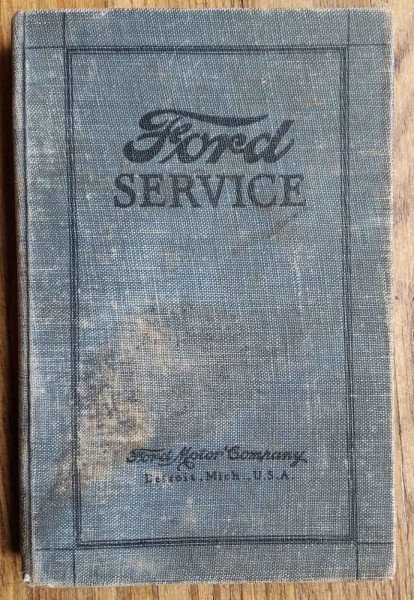 Ford
SERVICE
Ford Motor Company
Detroit, Mich., U.S.A.